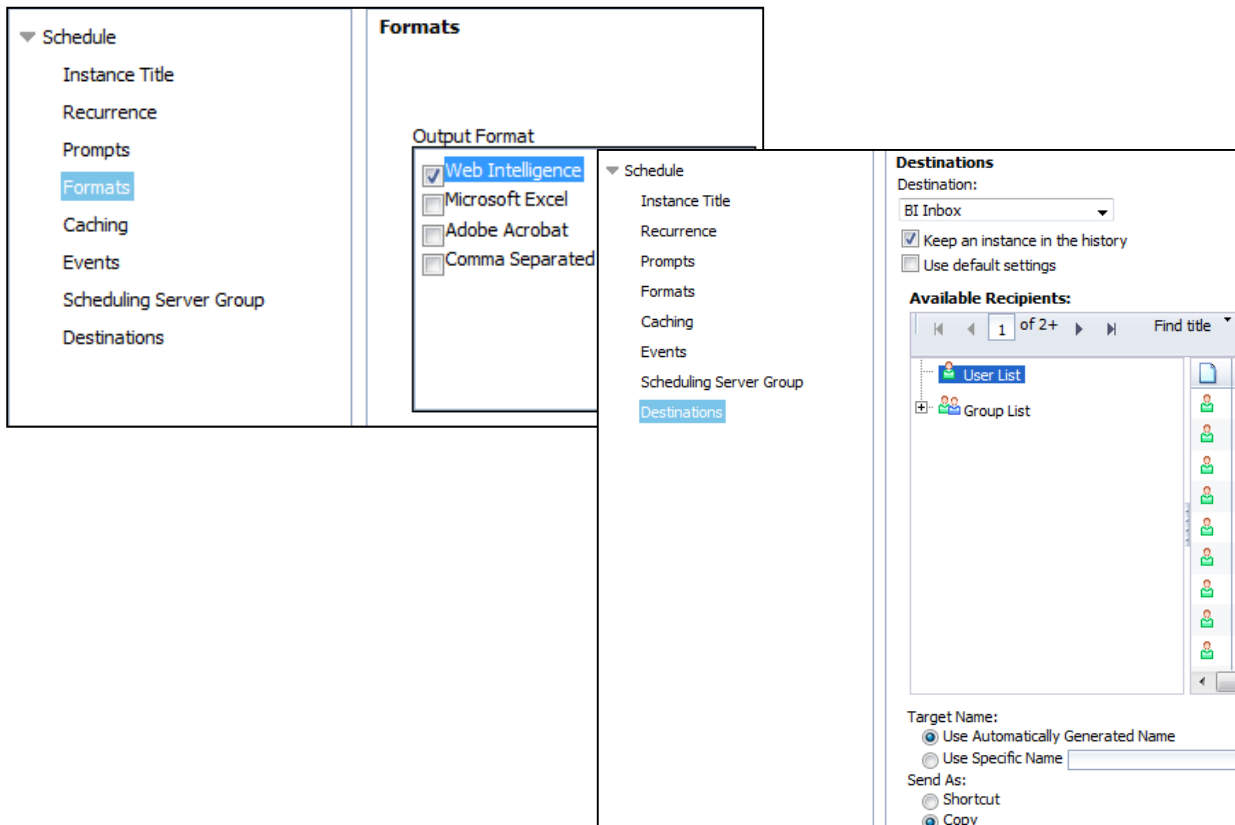 Schedule
Instance Title
Recurrence
Prompts
Formats
Caching
Events
Scheduling Server Group
Destinations
Formats
Output Format
Web Intelligence
Microsoft Excel
Adobe Acrobat
Comma Separated
Schedule
Instance Title
Recurrence
Prompts
Formats
Caching
Events
Scheduling Server Group
Destinations
Destinations
Destination:
BI Inbox
Keep an instance in the history
Use default settings
Available Recipients:
1 of 2+ Find title
User List
Group List
Target Name:
Use Automatically Generated Name
Use Specific Name
Send As:
Shortcut
Copy